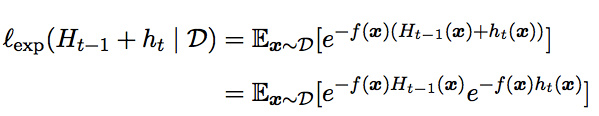 ℓ_exp(H_{t−1} + h_t | 𝒟) = 𝔼_{𝒙∼𝒟}[e^{−f(𝒙)(H_{t−1}(𝒙)+h_t(𝒙))}]
= 𝔼_{𝒙∼𝒟}[e^{−f(𝒙)H_{t−1}(𝒙)} e^{−f(𝒙)h_t(𝒙)}]